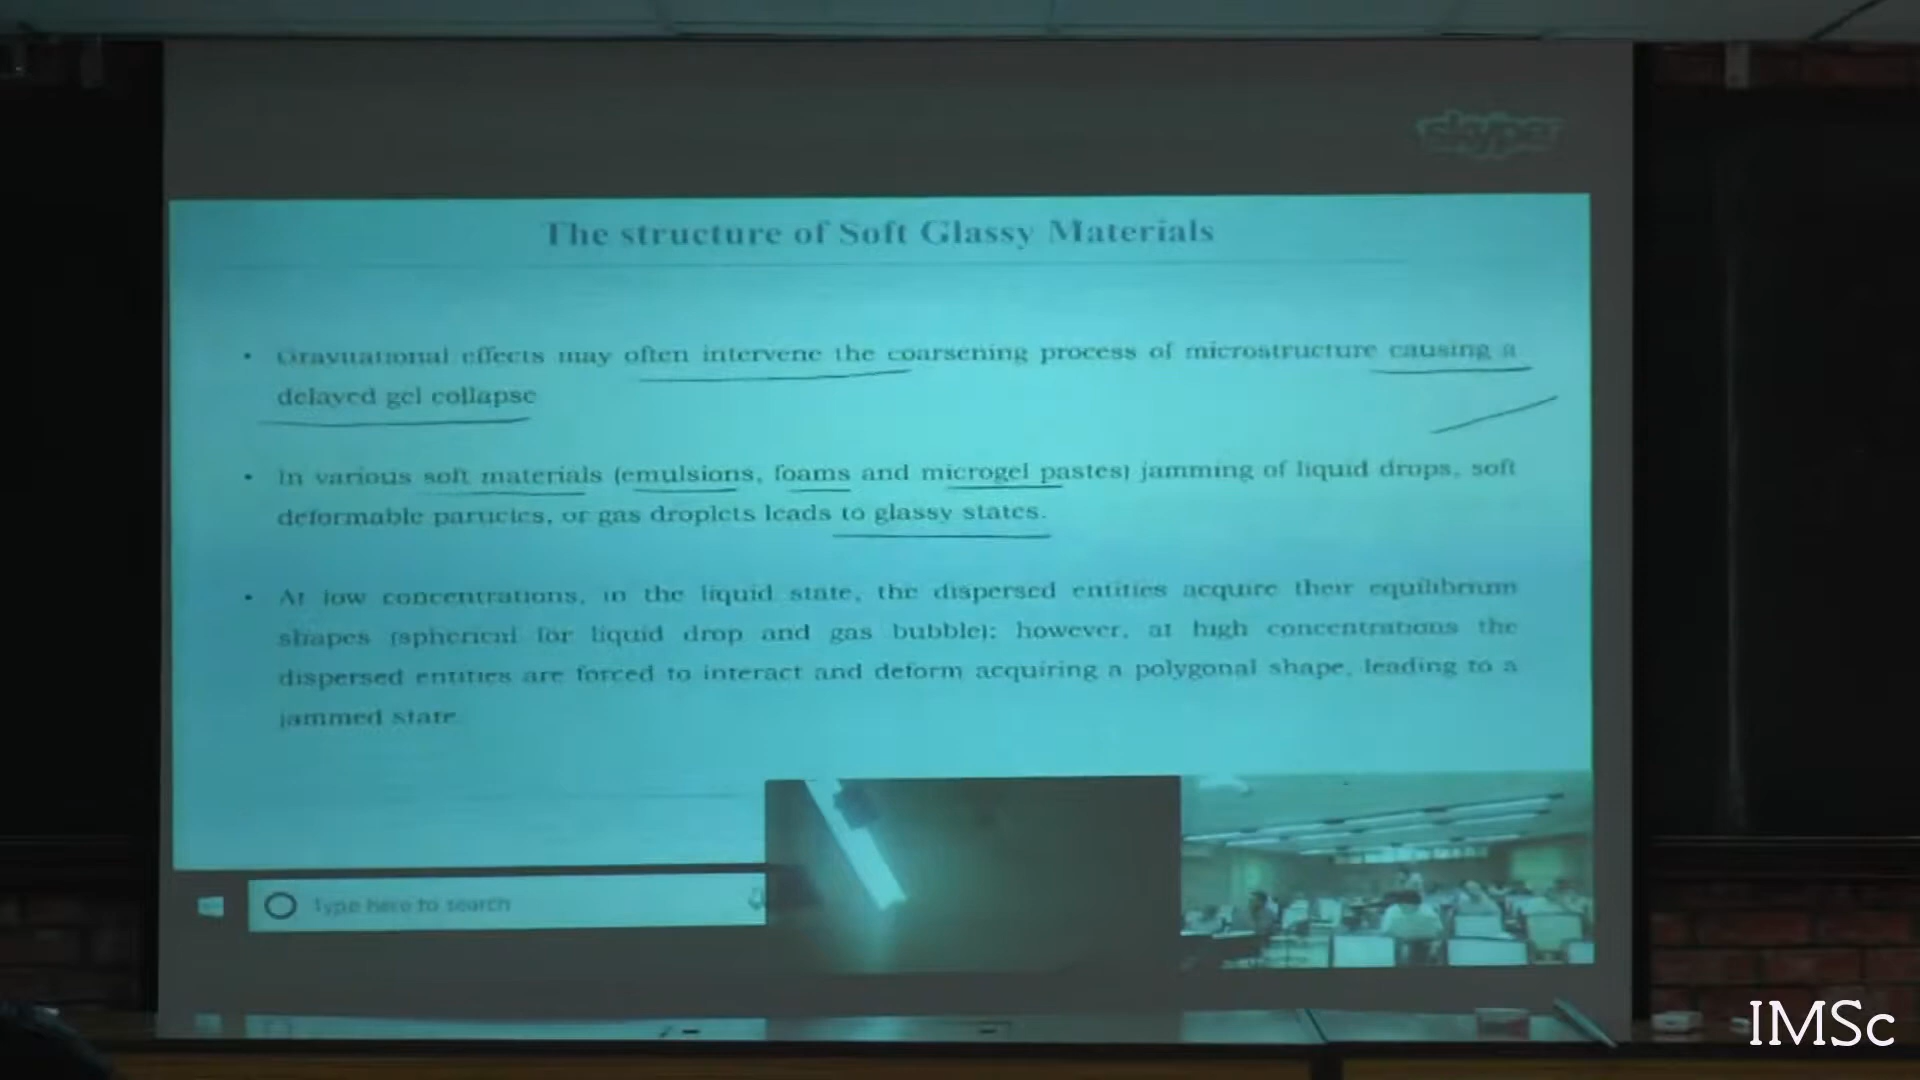 skype
The structure of Soft Glassy Materials
• Gravitational effects may often intervene the coarsening process of microstructure causing a
delayed gel collapse
• In various soft materials (emulsions, foams and microgel pastes) jamming of liquid drops, soft
deformable particles, or gas droplets leads to glassy states.
• At low concentrations, in the liquid state, the dispersed entities acquire their equilibrium
shapes (spherical for liquid drop and gas bubble); however, at high concentrations the
dispersed entities are forced to interact and deform acquiring a polygonal shape, leading to a
jammed state
Type here to search
IMSc